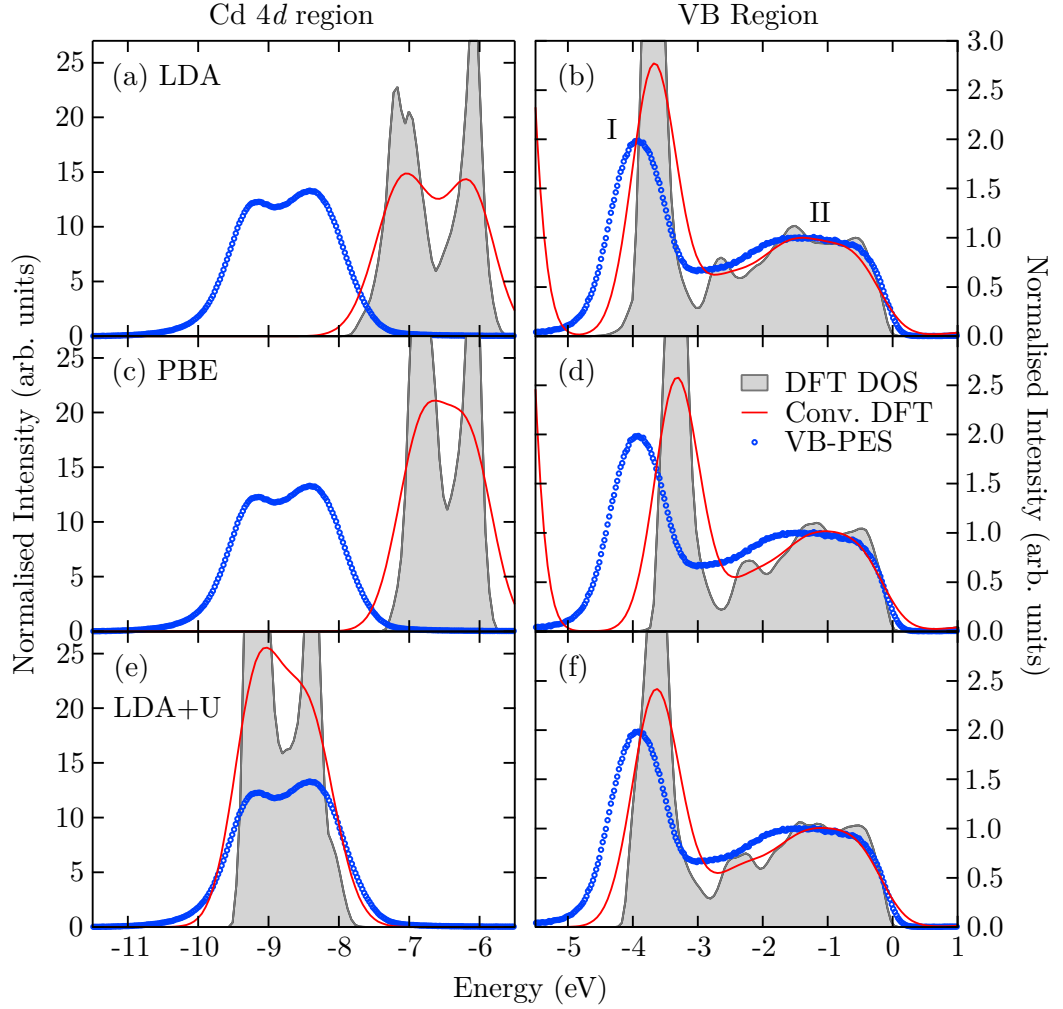 Cd 4d region
VB Region
Normalised Intensity (arb. units)
25
20
15
10
5
0
(a) LDA
(b)
I
II
3.0
2.5
2.0
1.5
1.0
0.5
0.0
25
20
15
10
5
0
(c) PBE
(d)
DFT DOS
Conv. DFT
VB-PES
2.5
2.0
1.5
1.0
0.5
0.0
25
20
15
10
5
0
(e)
LDA+U
(f)
2.5
2.0
1.5
1.0
0.5
0.0
Normalised Intensity (arb. units)
-11 -10 -9 -8 -7 -6
-5 -4 -3 -2 -1 0 1
Energy (eV)